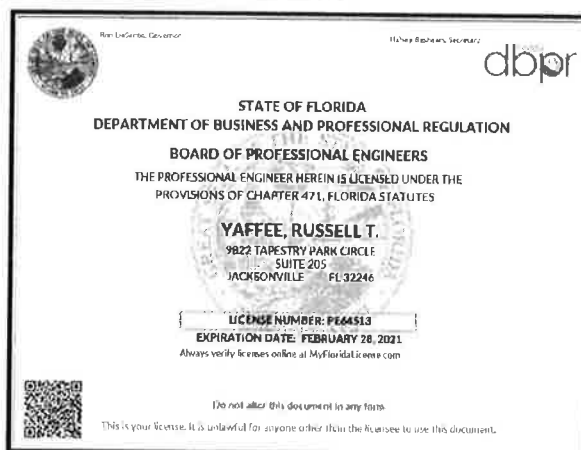 Ron DeSantis, Governor
Halsey Beshears, Secretary
dbpr
STATE OF FLORIDA
DEPARTMENT OF BUSINESS AND PROFESSIONAL REGULATION
BOARD OF PROFESSIONAL ENGINEERS
THE PROFESSIONAL ENGINEER HEREIN IS LICENSED UNDER THE
PROVISIONS OF CHAPTER 471, FLORIDA STATUTES
YAFFEE, RUSSELL T.
9822 TAPESTRY PARK CIRCLE
SUITE 205
JACKSONVILLE FL 32246
LICENSE NUMBER: PE64513
EXPIRATION DATE: FEBRUARY 28, 2021
Always verify licenses online at MyFloridaLicense.com
Do not alter this document in any form.
This is your license. It is unlawful for anyone other than the licensee to use this document.